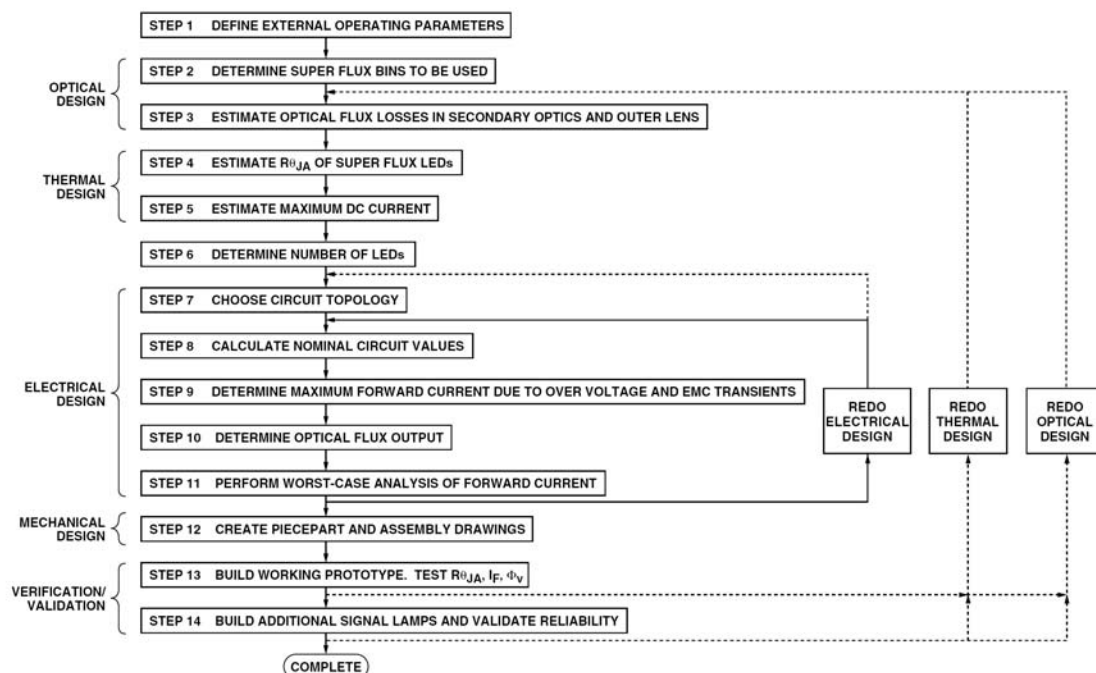 STEP 1 DEFINE EXTERNAL OPERATING PARAMETERS
OPTICAL
DESIGN
STEP 2 DETERMINE SUPER FLUX BINS TO BE USED
STEP 3 ESTIMATE OPTICAL FLUX LOSSES IN SECONDARY OPTICS AND OUTER LENS
THERMAL
DESIGN
STEP 4 ESTIMATE RθJA OF SUPER FLUX LEDs
STEP 5 ESTIMATE MAXIMUM DC CURRENT
STEP 6 DETERMINE NUMBER OF LEDs
ELECTRICAL
DESIGN
STEP 7 CHOOSE CIRCUIT TOPOLOGY
STEP 8 CALCULATE NOMINAL CIRCUIT VALUES
STEP 9 DETERMINE MAXIMUM FORWARD CURRENT DUE TO OVER VOLTAGE AND EMC TRANSIENTS
STEP 10 DETERMINE OPTICAL FLUX OUTPUT
STEP 11 PERFORM WORST-CASE ANALYSIS OF FORWARD CURRENT
REDO
ELECTRICAL
DESIGN
REDO
THERMAL
DESIGN
REDO
OPTICAL
DESIGN
MECHANICAL
DESIGN
STEP 12 CREATE PIECEPART AND ASSEMBLY DRAWINGS
VERIFICATION/
VALIDATION
STEP 13 BUILD WORKING PROTOTYPE. TEST RθJA, IF, Φv
STEP 14 BUILD ADDITIONAL SIGNAL LAMPS AND VALIDATE RELIABILITY
COMPLETE